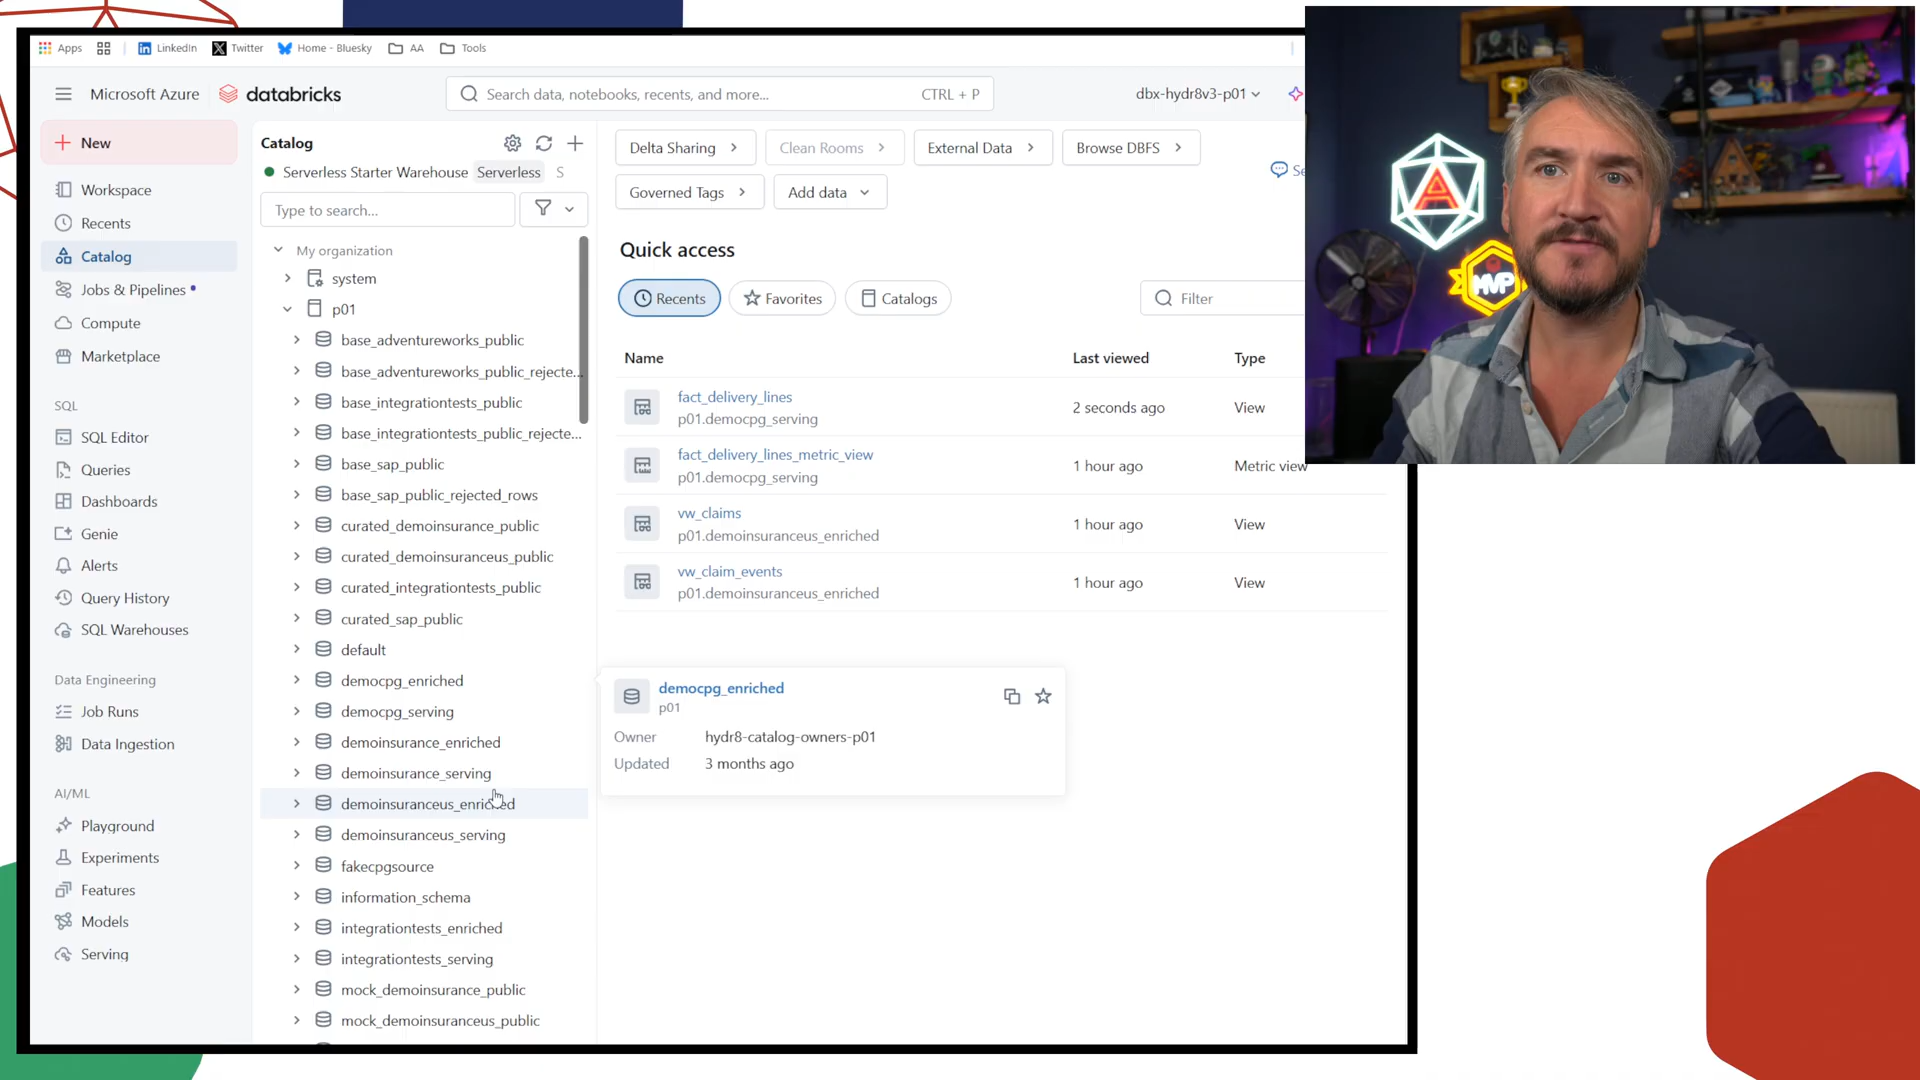 Apps
LinkedIn
Twitter
Home - Bluesky
AA
Tools
Microsoft Azure
databricks
Search data, notebooks, recents, and more...
CTRL + P
dbx-hydr8v3-p01
New
Workspace
Recents
Catalog
Jobs & Pipelines
Compute
Marketplace
SQL
SQL Editor
Queries
Dashboards
Genie
Alerts
Query History
SQL Warehouses
Data Engineering
Job Runs
Data Ingestion
AI/ML
Playground
Experiments
Features
Models
Serving
Catalog
Serverless Starter Warehouse Serverless S
Type to search...
My organization
system
p01
base_adventureworks_public
base_adventureworks_public_rejecte...
base_integrationtests_public
base_integrationtests_public_rejecte...
base_sap_public
base_sap_public_rejected_rows
curated_demoinsurance_public
curated_demoinsuranceus_public
curated_integrationtests_public
curated_sap_public
default
democpg_enriched
democpg_serving
demoinsurance_enriched
demoinsurance_serving
demoinsuranceus_enriched
demoinsuranceus_serving
fakecpgsource
information_schema
integrationtests_enriched
integrationtests_serving
mock_demoinsurance_public
mock_demoinsuranceus_public
Delta Sharing
Clean Rooms
External Data
Browse DBFS
Se
Governed Tags
Add data
Quick access
Recents
Favorites
Catalogs
Filter
Name Last viewed Type
fact_delivery_lines
p01.democpg_serving
2 seconds ago View
fact_delivery_lines_metric_view
p01.democpg_serving
1 hour ago Metric view
vw_claims
p01.demoinsuranceus_enriched
1 hour ago View
vw_claim_events
p01.demoinsuranceus_enriched
1 hour ago View
democpg_enriched
p01
Owner hydr8-catalog-owners-p01
Updated 3 months ago
A
MVP